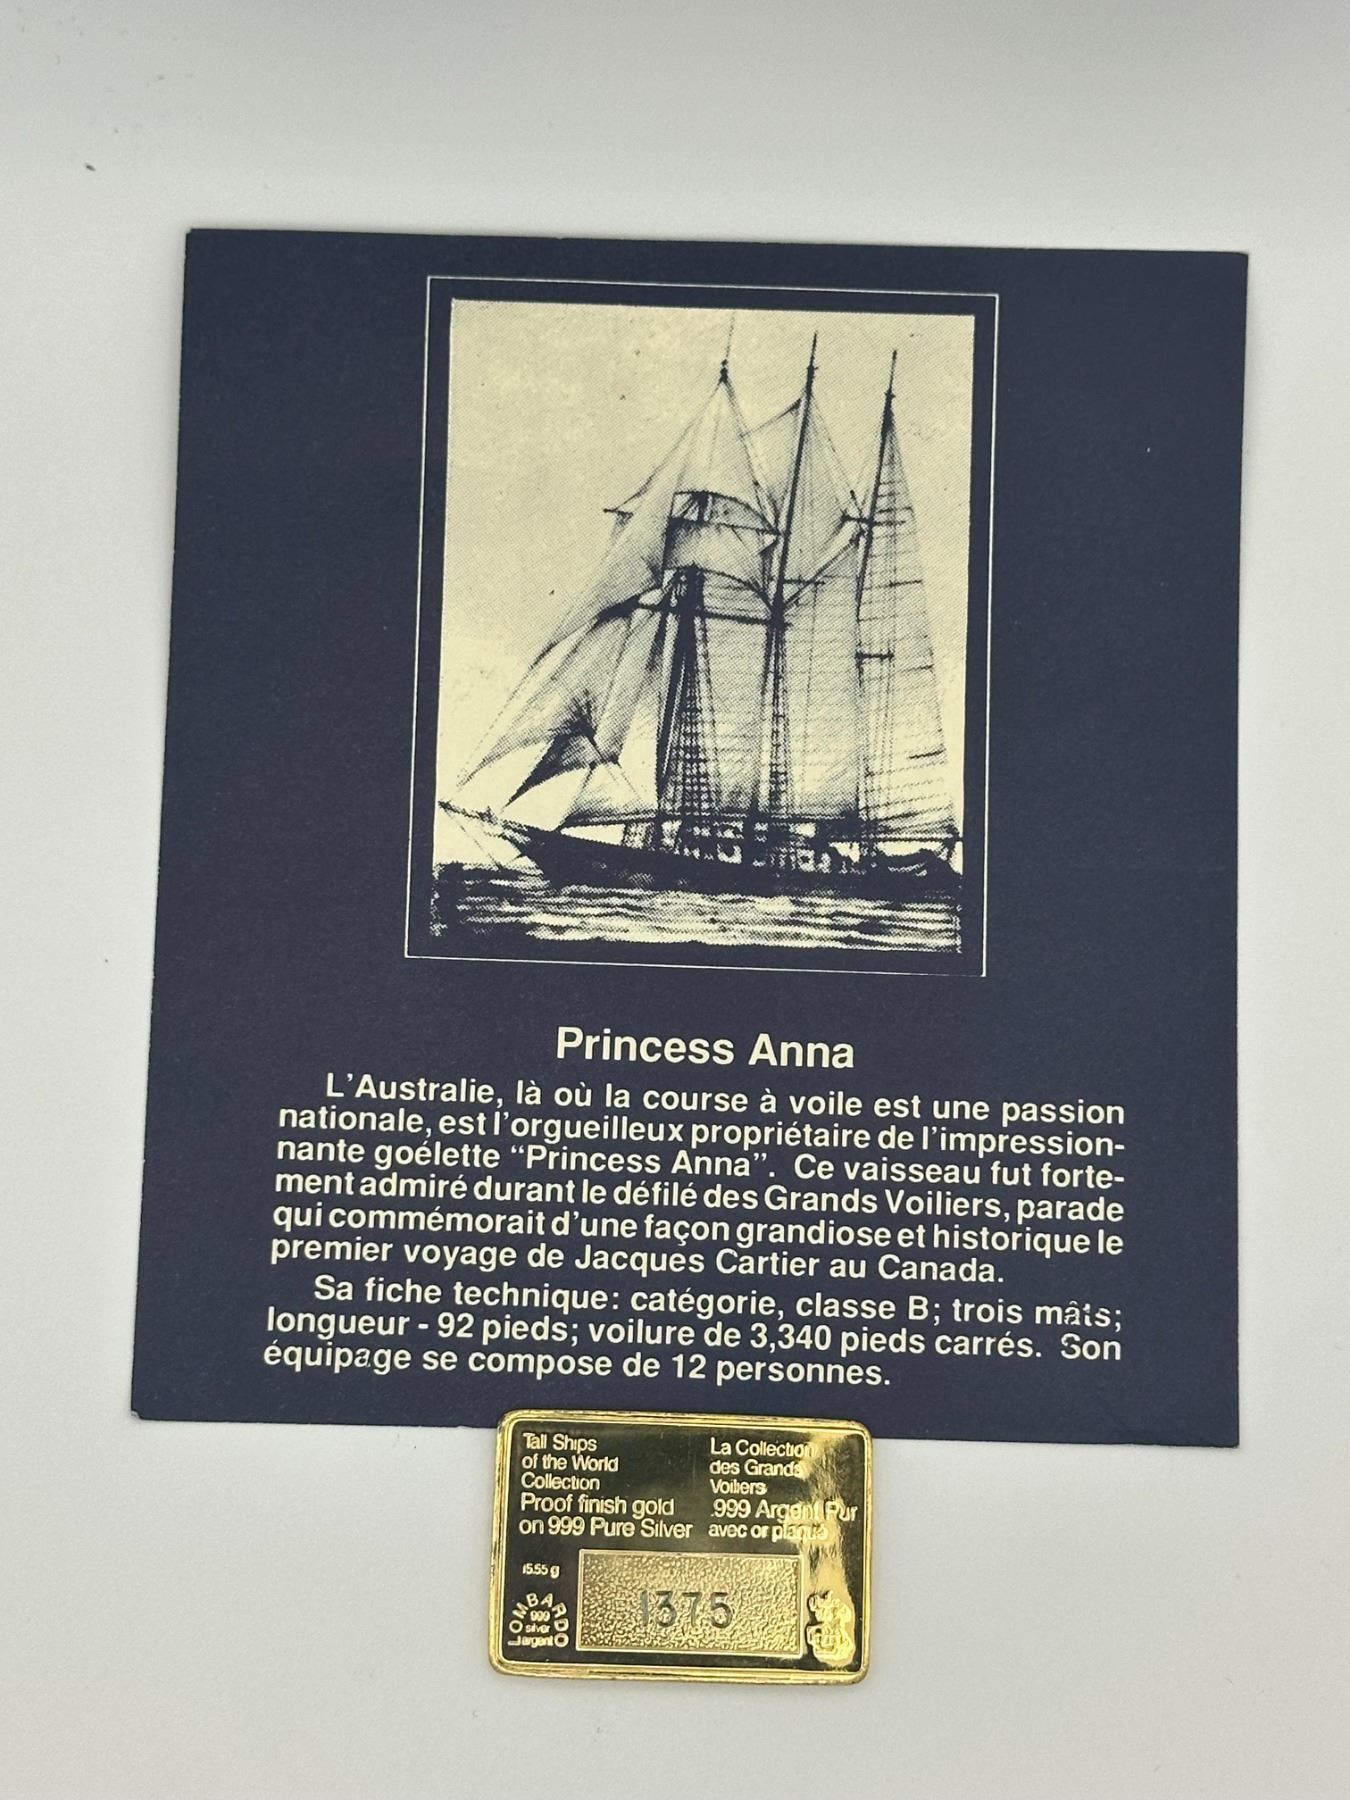 Princess Anna
L'Australie, là où la course à voile est une passion
nationale, est l'orgueilleux propriétaire de l'impression-
nante goélette "Princess Anna". Ce vaisseau fut forte-
ment admiré durant le défilé des Grands Voiliers, parade
qui commémorait d'une façon grandiose et historique le
premier voyage de Jacques Cartier au Canada.
Sa fiche technique: catégorie, classe B; trois mâts;
longueur - 92 pieds; voilure de 3,340 pieds carrés. Son
équipage se compose de 12 personnes.
Tall Ships
of the World
Collection
Proof finish gold
on 999 Pure Silver
La Collection
des Grands
Voiliers
.999 Argent Pur
avec or plaqué
15.55 g
LOMBARDO
999
silver
argent
1375